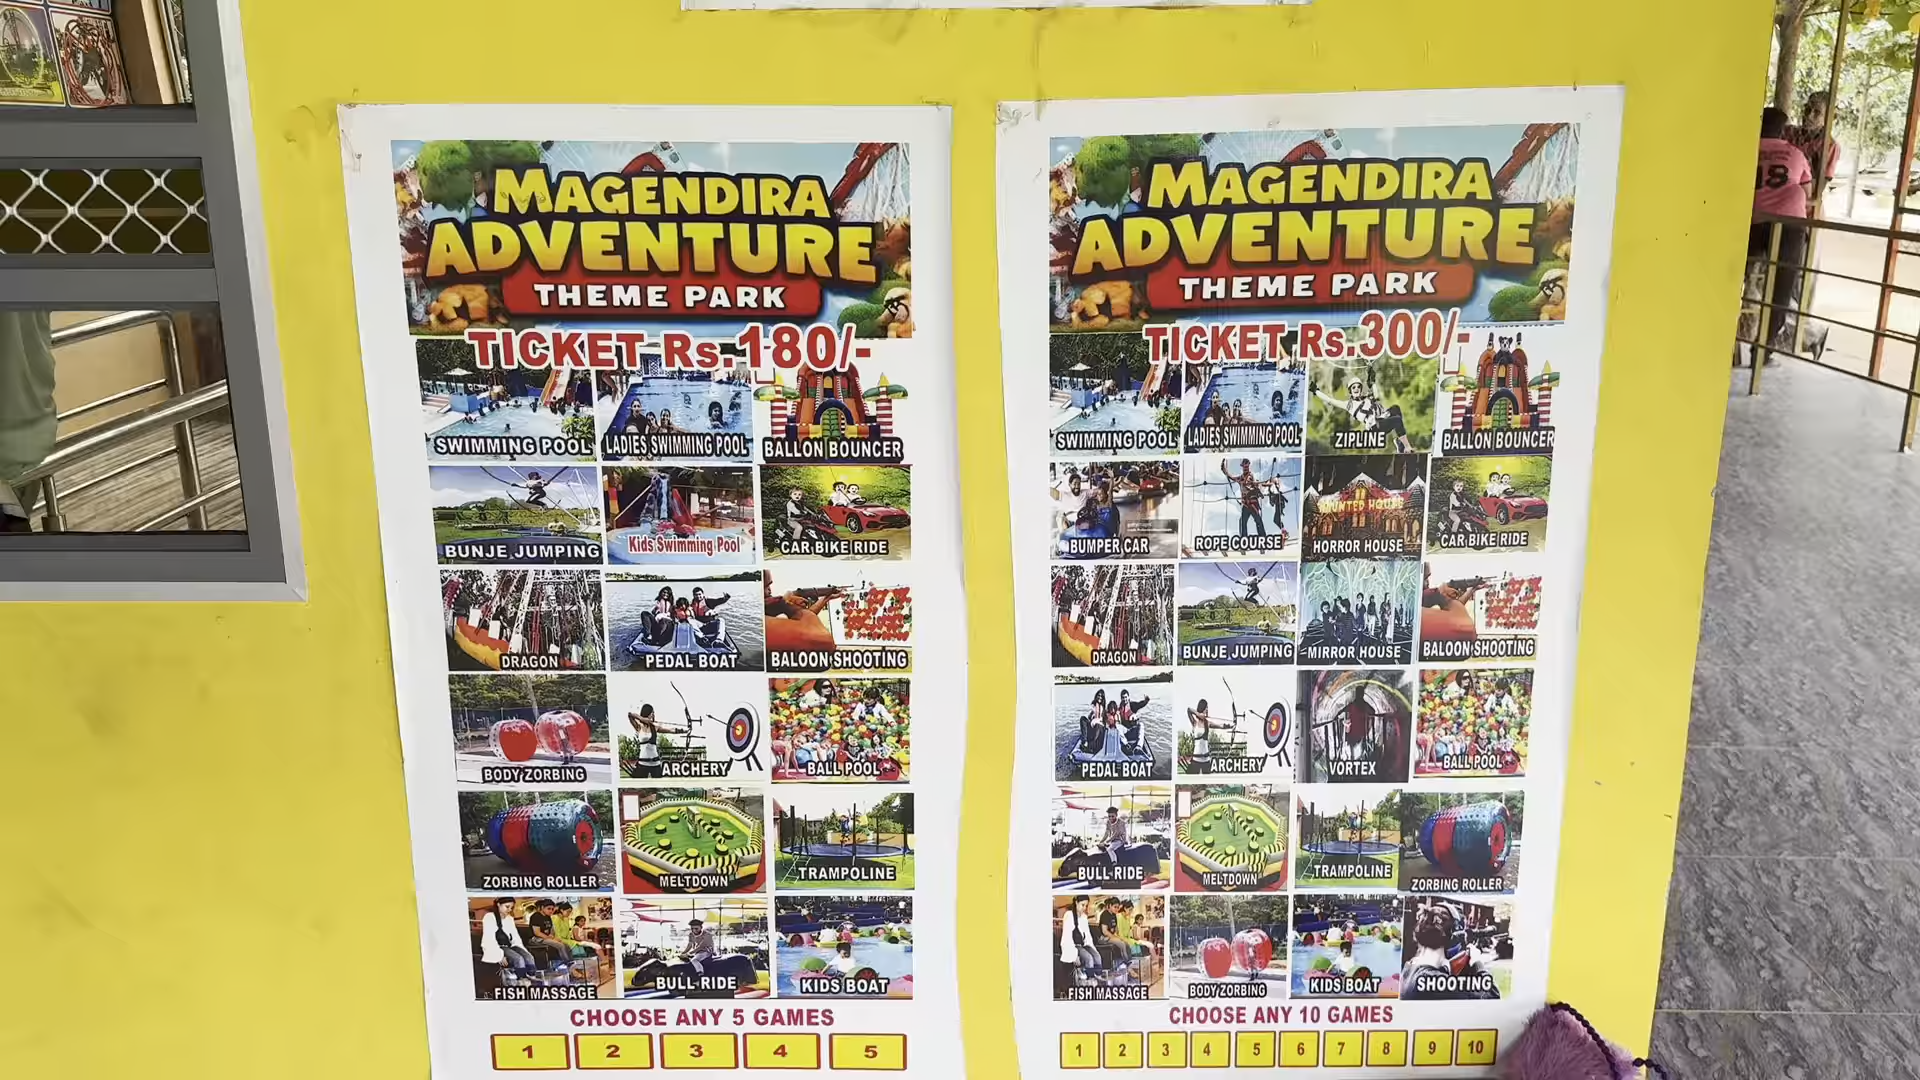 MAGENDIRA
ADVENTURE
THEME PARK
TICKET Rs.180/-
SWIMMING POOL
LADIES SWIMMING POOL
BALLON BOUNCER
BUNJE JUMPING
Kids Swimming Pool
CAR BIKE RIDE
DRAGON
PEDAL BOAT
BALOON SHOOTING
BODY ZORBING
ARCHERY
BALL POOL
ZORBING ROLLER
MELTDOWN
TRAMPOLINE
FISH MASSAGE
BULL RIDE
KIDS BOAT
CHOOSE ANY 5 GAMES
1 2 3 4 5
MAGENDIRA
ADVENTURE
THEME PARK
TICKET Rs.300/-
SWIMMING POOL
LADIES SWIMMING POOL
ZIPLINE
BALLON BOUNCER
BUMPER CAR
ROPE COURSE
HAUNTED HOUSE
HORROR HOUSE
CAR BIKE RIDE
DRAGON
BUNJE JUMPING
MIRROR HOUSE
BALOON SHOOTING
PEDAL BOAT
ARCHERY
VORTEX
BALL POOL
BULL RIDE
MELTDOWN
TRAMPOLINE
ZORBING ROLLER
FISH MASSAGE
BODY ZORBING
KIDS BOAT
SHOOTING
CHOOSE ANY 10 GAMES
1 2 3 4 5 6 7 8 9 10
18